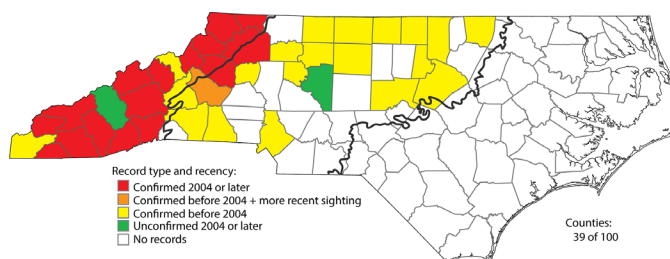 Record type and recency:
Confirmed 2004 or later
Confirmed before 2004 + more recent sighting
Confirmed before 2004
Unconfirmed 2004 or later
No records
Counties:
39 of 100